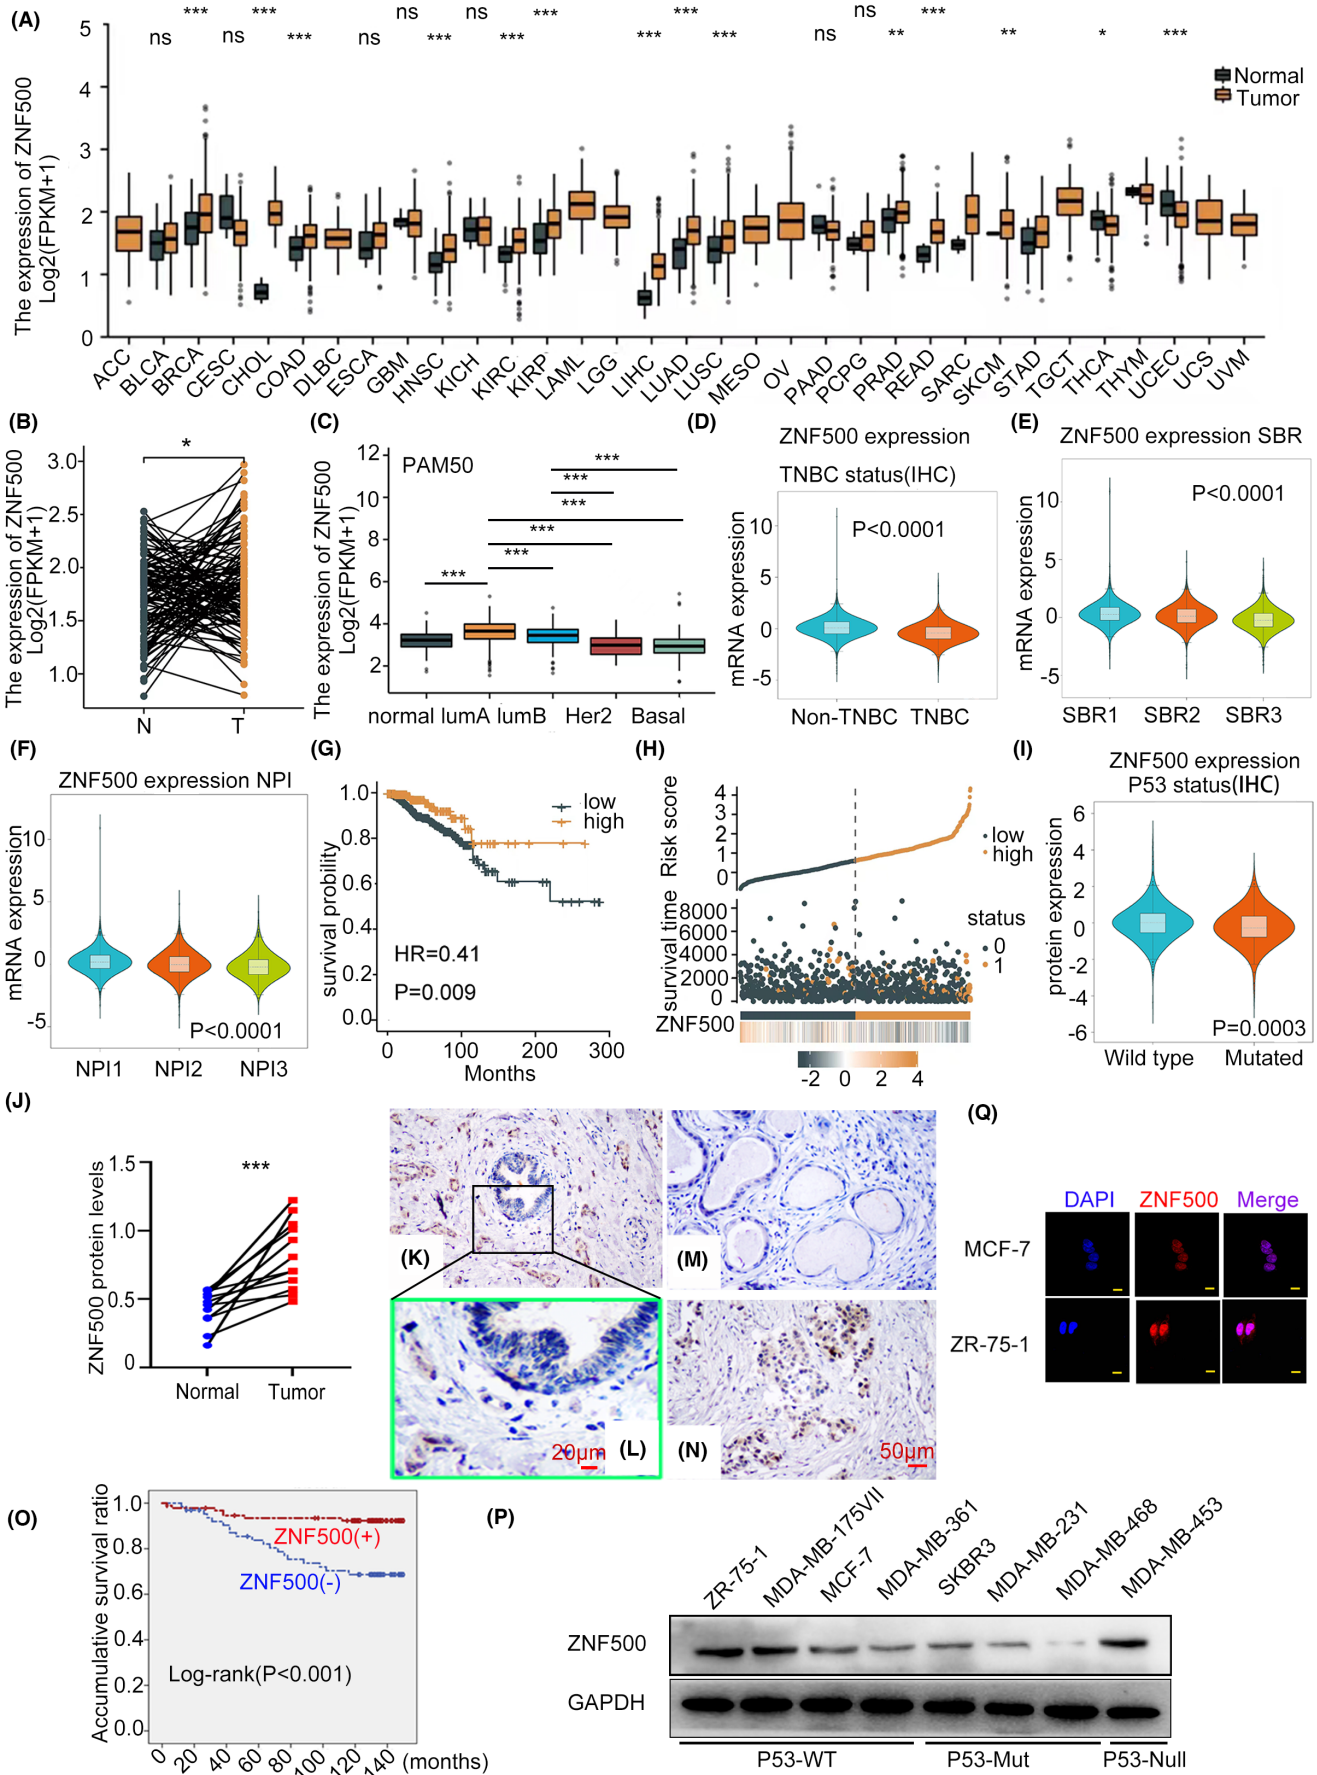 (A)
The expression of ZNF500
Log2(FPKM+1)
5
4
3
2
1
0
ns *** ns *** *** ns ns *** ns *** *** *** *** *** ns ns ** *** ** * ***
Normal
Tumor
ACC BLCA BRCA CESC CHOL COAD DLBC ESCA GBM HNSC KICH KIRC KIRP LAML LGG LIHC LUAD LUSC MESO OV PAAD PCPG PRAD READ SARC SKCM STAD TGCT THCA THYM UCEC UCS UVM
(B)
The expression of ZNF500
Log2(FPKM+1)
*
3.0
2.5
2.0
1.5
1.0
N T
(C)
The expression of ZNF500
Log2(FPKM+1)
PAM50
12
10
8
6
4
2
***
***
***
***
***
***
normal lumA lumB Her2 Basal
(D)
ZNF500 expression
TNBC status(IHC)
P<0.0001
mRNA expression
10
5
0
-5
Non-TNBC TNBC
(E)
ZNF500 expression SBR
P<0.0001
mRNA expression
10
5
0
-5
SBR1 SBR2 SBR3
(F)
ZNF500 expression NPI
mRNA expression
10
5
0
-5
P<0.0001
NPI1 NPI2 NPI3
(G)
survival probility
1.0
0.8
0.6
0.4
0.2
0.0
low
high
HR=0.41
P=0.009
0 100 200 300
Months
(H)
Risk score
4
3
2
1
0
low
high
survival time
8000
6000
4000
2000
0
status
0
1
ZNF500
-2 0 2 4
(I)
ZNF500 expression
P53 status(IHC)
protein expression
6
4
2
0
-2
-4
-6
P=0.0003
Wild type Mutated
(J)
ZNF500 protein levels
***
1.5
1.0
0.5
0
Normal Tumor
(K)
(M)
20μm (L)
(N) 50μm
(Q)
DAPI ZNF500 Merge
MCF-7
ZR-75-1
(O)
Accumulative survival ratio
1.0
0.8
0.6
0.4
0.2
0.0
ZNF500(+)
ZNF500(-)
Log-rank(P<0.001)
0 20 40 60 80 100 120 140 (months)
(P)
ZR-75-1 MDA-MB-175VII MCF-7 MDA-MB-361 SKBR3 MDA-MB-231 MDA-MB-468 MDA-MB-453
ZNF500
GAPDH
P53-WT P53-Mut P53-Null